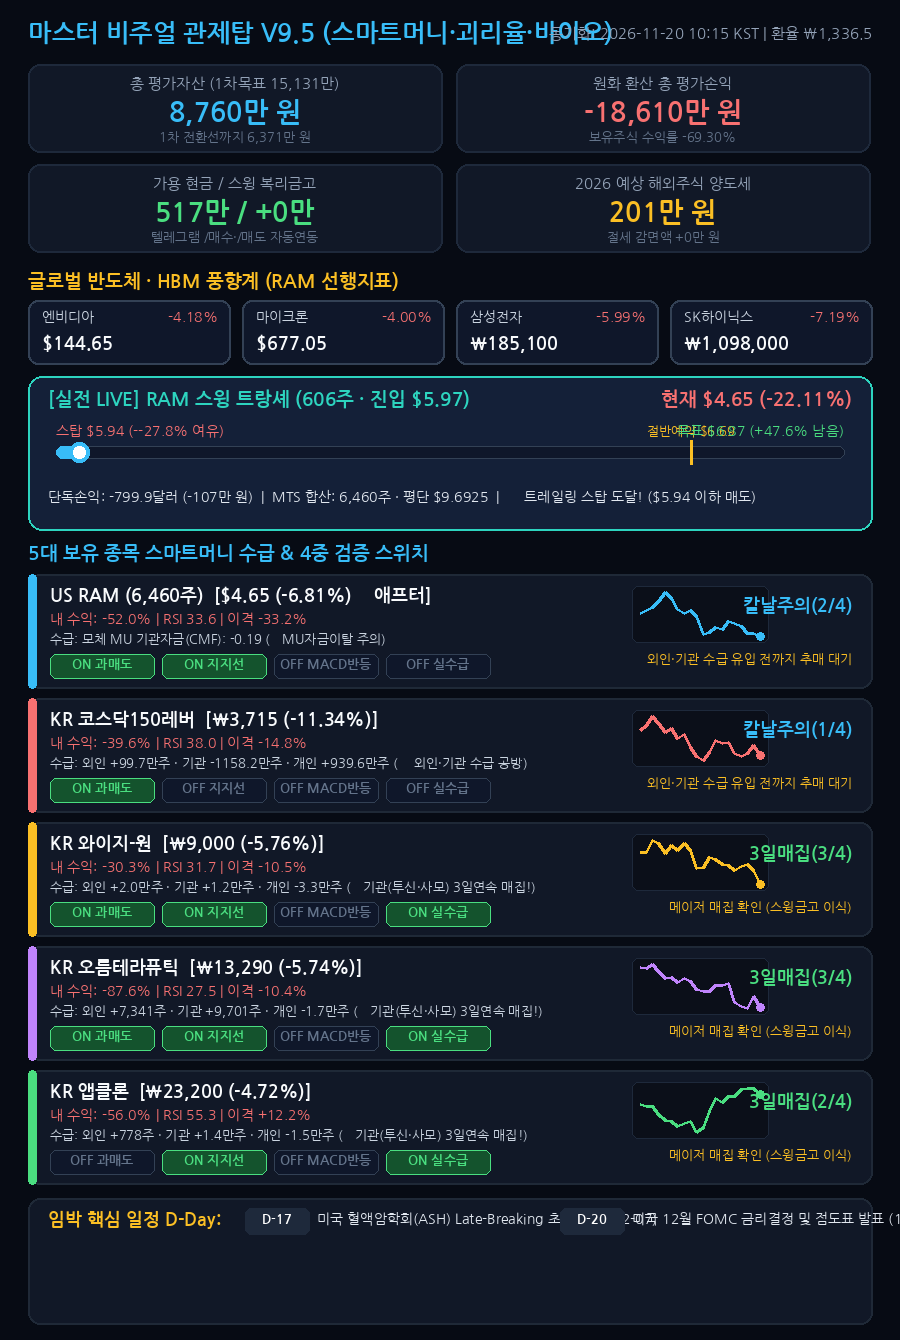 마스터 비주얼 관제탑 V9.5 (스마트머니·괴리율·바이오)
2026-11-20 10:15 KST | 환율 ₩1,336.5
총 평가자산 (1차목표 15,131만)
8,760만 원
1차 전환선까지 6,371만 원
원화 환산 총 평가손익
-18,610만 원
보유주식 수익률 -69.30%
가용 현금 / 스윙 복리금고
517만 / +0만
텔레그램 /매수·/매도 자동연동
2026 예상 해외주식 양도세
201만 원
절세 감면액 +0만 원
글로벌 반도체 · HBM 풍향계 (RAM 선행지표)
엔비디아 -4.18%
$144.65
마이크론 -4.00%
$677.05
삼성전자 -5.99%
₩185,100
SK하이닉스 -7.19%
₩1,098,000
[실전 LIVE] RAM 스윙 트랑셰 (606주 · 진입 $5.97)
현재 $4.65 (-22.11%)
스탑 $5.94 (--27.8% 여유)
(+47.6% 남음)
단독손익: -799.9달러 (-107만 원) | MTS 합산: 6,460주 · 평단 $9.6925 | 트레일링 스탑 도달! ($5.94 이하 매도)
5대 보유 종목 스마트머니 수급 & 4중 검증 스위치
US RAM (6,460주) [$4.65 (-6.81%) 애프터]
칼날주의(2/4)
내 수익: -52.0% | RSI 33.6 | 이격 -33.2%
수급: 모체 MU 기관자금(CMF): -0.19 ( MU자금이탈 주의)
외인·기관 수급 유입 전까지 추매 대기
ON 과매도 ON 지지선 OFF MACD반등 OFF 실수급
KR 코스닥150레버 [₩3,715 (-11.34%)]
칼날주의(1/4)
내 수익: -39.6% | RSI 38.0 | 이격 -14.8%
수급: 외인 +99.7만주 · 기관 -1158.2만주 · 개인 +939.6만주 ( 외인·기관 수급 공방)
외인·기관 수급 유입 전까지 추매 대기
ON 과매도 OFF 지지선 OFF MACD반등 OFF 실수급
KR 와이지-원 [₩9,000 (-5.76%)]
3일매집(3/4)
내 수익: -30.3% | RSI 31.7 | 이격 -10.5%
수급: 외인 +2.0만주 · 기관 +1.2만주 · 개인 -3.3만주 ( 기관(투신·사모) 3일연속 매집!)
메이저 매집 확인 (스윙금고 이식)
ON 과매도 ON 지지선 OFF MACD반등 ON 실수급
KR 오름테라퓨틱 [₩13,290 (-5.74%)]
3일매집(3/4)
내 수익: -87.6% | RSI 27.5 | 이격 -10.4%
수급: 외인 +7,341주 · 기관 +9,701주 · 개인 -1.7만주 ( 기관(투신·사모) 3일연속 매집!)
메이저 매집 확인 (스윙금고 이식)
ON 과매도 ON 지지선 OFF MACD반등 ON 실수급
KR 앱클론 [₩23,200 (-4.72%)]
3일매집(2/4)
내 수익: -56.0% | RSI 55.3 | 이격 +12.2%
수급: 외인 +778주 · 기관 +1.4만주 · 개인 -1.5만주 ( 기관(투신·사모) 3일연속 매집!)
메이저 매집 확인 (스윙금고 이식)
OFF 과매도 ON 지지선 OFF MACD반등 ON 실수급
임박 핵심 일정 D-Day: D-17 미국 혈액암학회(ASH) Late-Breaking 초 D-20 12월 FOMC 금리결정 및 점도표 발표 (1